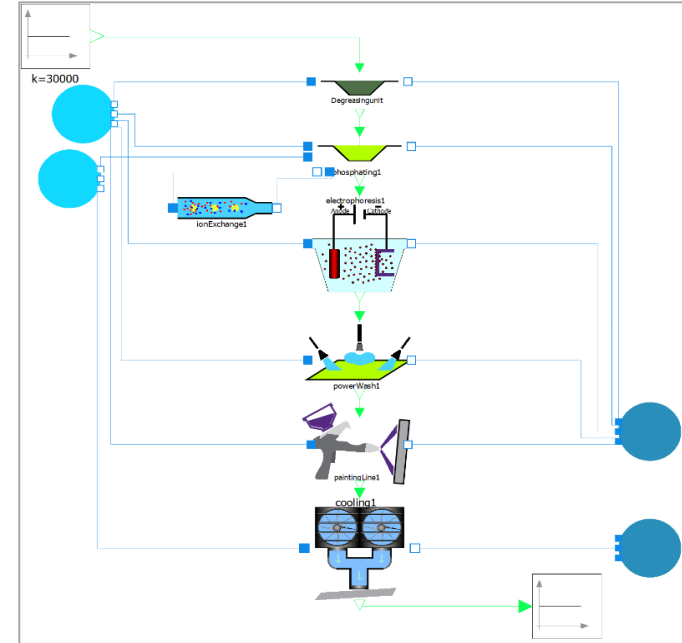 k=30000
Degreasingunit
phosphating1
ionExchange1
electrophoresis1
+ -
Anode Cathode
powerWash1
paintingLine1
cooling1